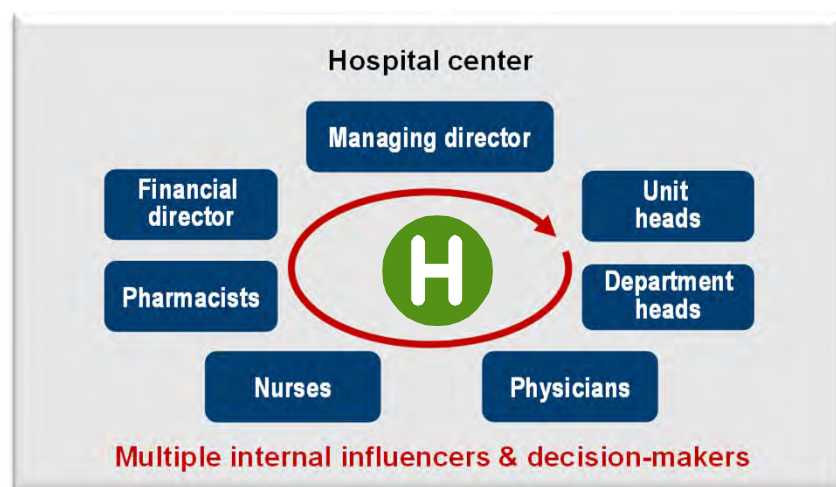 Hospital center
Managing director
Financial
director
Unit
heads
H
Pharmacists
Department
heads
Nurses
Physicians
Multiple internal influencers & decision-makers